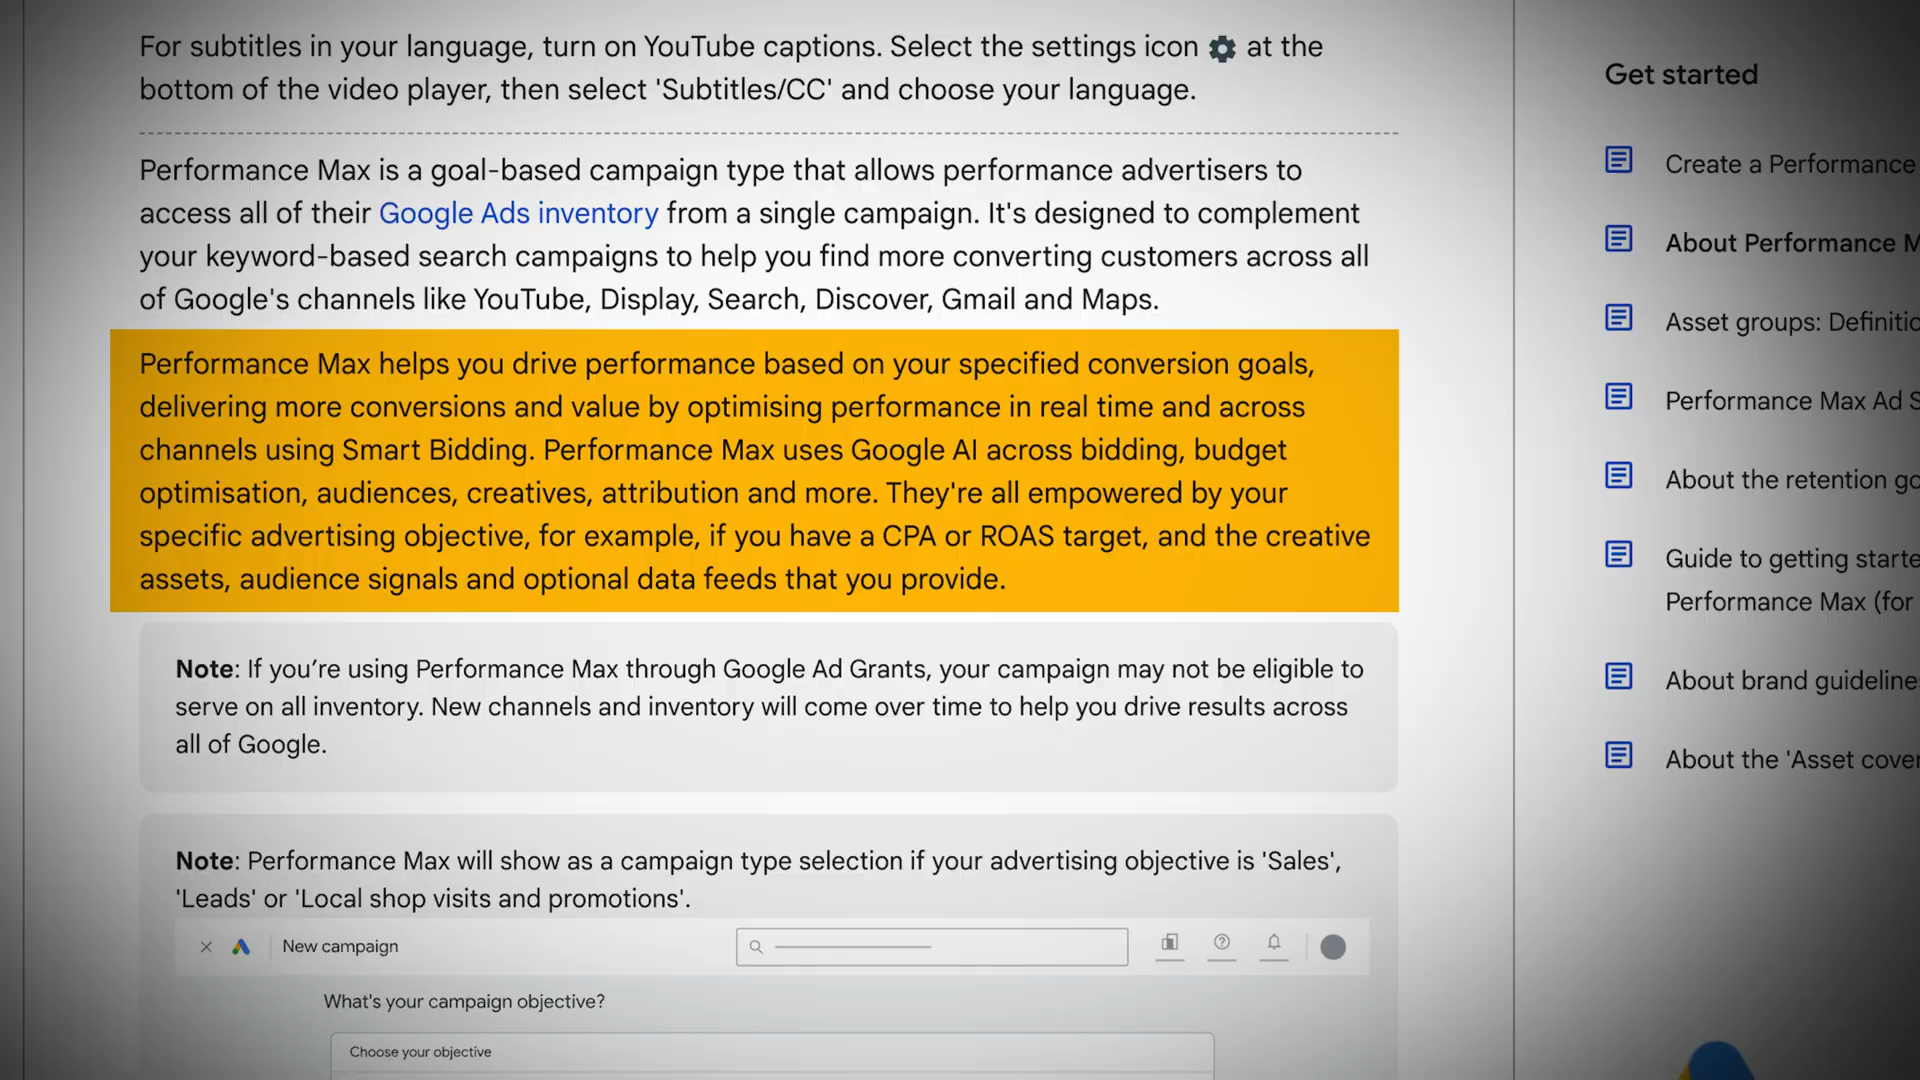 For subtitles in your language, turn on YouTube captions. Select the settings icon at the
bottom of the video player, then select 'Subtitles/CC' and choose your language.
Performance Max is a goal-based campaign type that allows performance advertisers to
access all of their Google Ads inventory from a single campaign. It's designed to complement
your keyword-based search campaigns to help you find more converting customers across all
of Google's channels like YouTube, Display, Search, Discover, Gmail and Maps.
Performance Max helps you drive performance based on your specified conversion goals,
delivering more conversions and value by optimising performance in real time and across
channels using Smart Bidding. Performance Max uses Google AI across bidding, budget
optimisation, audiences, creatives, attribution and more. They're all empowered by your
specific advertising objective, for example, if you have a CPA or ROAS target, and the creative
assets, audience signals and optional data feeds that you provide.
Note: If you’re using Performance Max through Google Ad Grants, your campaign may not be eligible to
serve on all inventory. New channels and inventory will come over time to help you drive results across
all of Google.
Note: Performance Max will show as a campaign type selection if your advertising objective is 'Sales',
'Leads' or 'Local shop visits and promotions'.
New campaign
What's your campaign objective?
Choose your objective
Get started
Create a Performance
About Performance M
Asset groups: Definitio
Performance Max Ad S
About the retention go
Guide to getting starte
Performance Max (for
About brand guideline
About the 'Asset cover